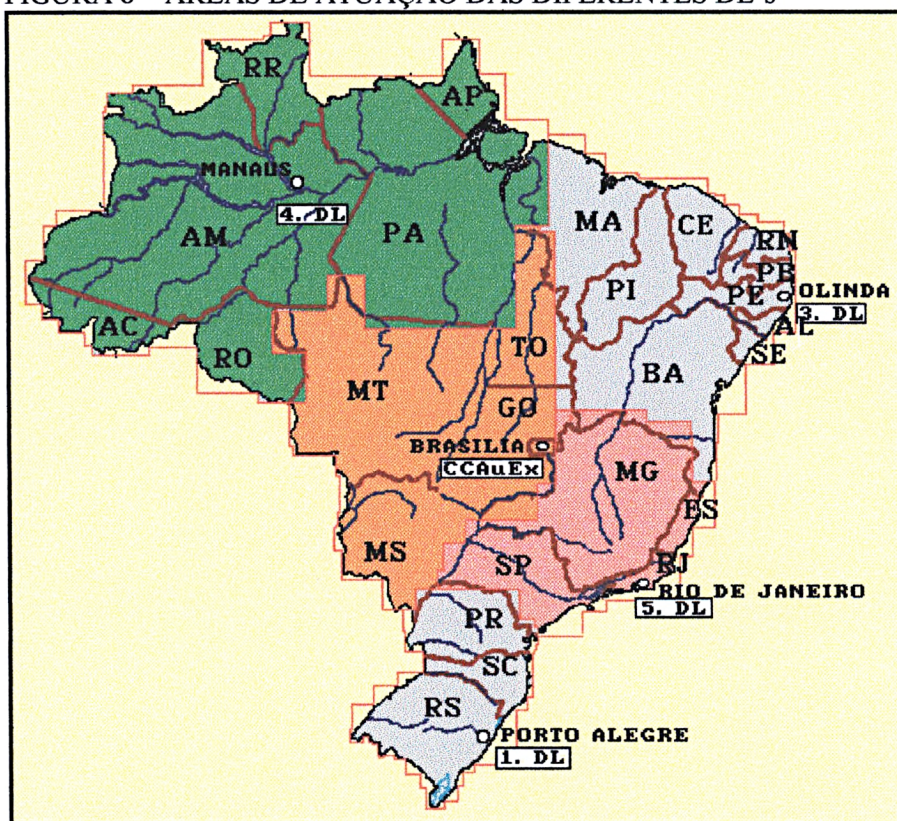 RR
AP
MANAUS
4. DL
AM
PA
MA
CE
RN
PB
PI
PE
OLINDA
3. DL
AL
SE
AC
RO
TO
BA
MT
GO
BRASILIA
CCAuEx
MG
ES
MS
SP
RJ
RIO DE JANEIRO
5. DL
PR
SC
RS
PORTO ALEGRE
1. DL